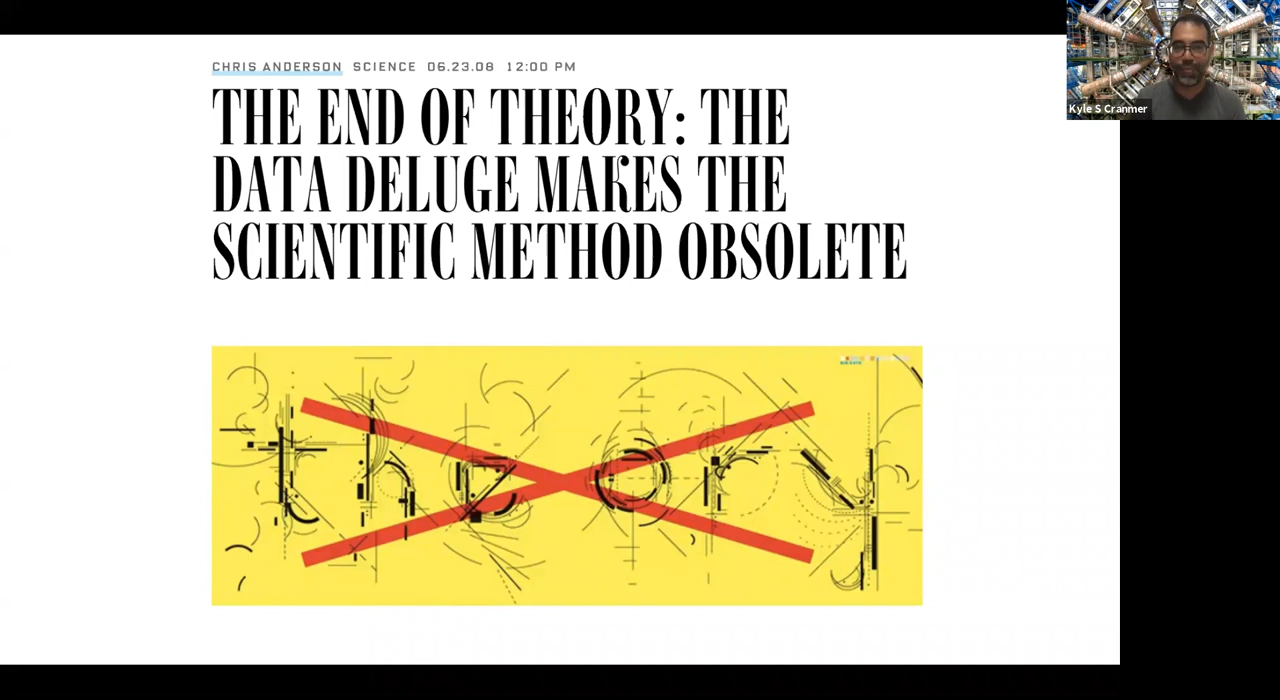 CHRIS ANDERSON SCIENCE 06.23.08 12:00 PM
THE END OF THEORY: THE
DATA DELUGE MAKES THE
SCIENTIFIC METHOD OBSOLETE
theory
Kyle S Cranmer